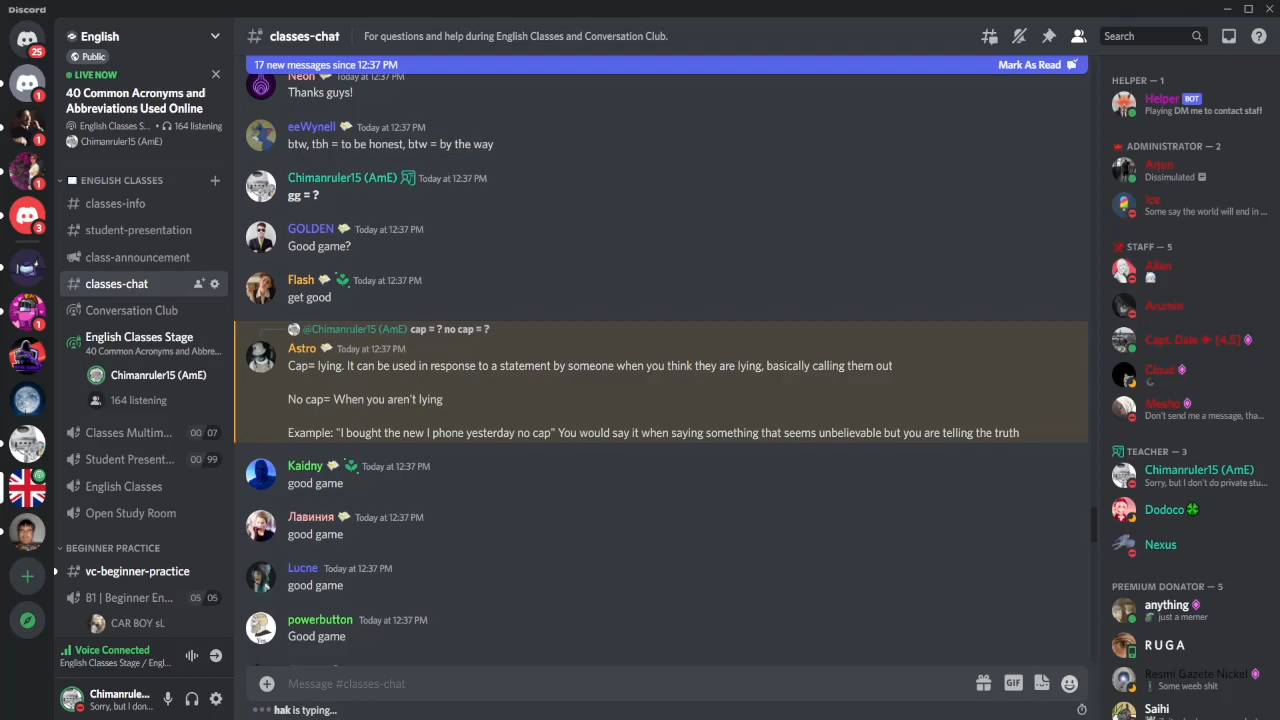 Discord
English
Public
LIVE NOW
40 Common Acronyms and
Abbreviations Used Online
English Classes S... • 164 listening
Chimanruler15 (AmE)
ENGLISH CLASSES
classes-info
student-presentation
class-announcement
classes-chat
Conversation Club
English Classes Stage
40 Common Acronyms and Abbre...
Chimanruler15 (AmE)
164 listening
Classes Multim... 00 07
Student Present... 00 99
English Classes
Open Study Room
BEGINNER PRACTICE
vc-beginner-practice
B1 | Beginner En... 05 05
CAR BOY sL
Voice Connected
English Classes Stage / Engl...
Chimanrule...
Sorry, but I don...
25
1
1
1
3
1
classes-chat
For questions and help during English Classes and Conversation Club.
Search
17 new messages since 12:37 PM
Mark As Read
Neon Today at 12:37 PM
Thanks guys!
eeWynell Today at 12:37 PM
btw, tbh = to be honest, btw = by the way
Chimanruler15 (AmE) Today at 12:37 PM
gg = ?
GOLDEN Today at 12:37 PM
Good game?
Flash Today at 12:37 PM
get good
@Chimanruler15 (AmE) cap = ? no cap = ?
Astro Today at 12:37 PM
Cap= lying. It can be used in response to a statement by someone when you think they are lying, basically calling them out
No cap= When you aren't lying
Example: "I bought the new I phone yesterday no cap" You would say it when saying something that seems unbelievable but you are telling the truth
Kaidny Today at 12:37 PM
good game
Лавиния Today at 12:37 PM
good game
Lucne Today at 12:37 PM
good game
powerbutton Today at 12:37 PM
Good game
Message #classes-chat
GIF
hak is typing...
HELPER — 1
Helper BOT
Playing DM me to contact staff
ADMINISTRATOR — 2
Arjun
Dissimulated
Ice
Some say the world will end in ...
STAFF — 5
Allen
Arumin
Capt. Dale ✈ [4.5]
Cloud
Mesho
Don't send me a message, tha...
TEACHER — 3
Chimanruler15 (AmE)
Sorry, but I don't do private stu...
Dodoco
Nexus
PREMIUM DONATOR — 5
anything
just a memer
R U G A
Resmi Gazete Nickel
Some weeb shit
Saihi